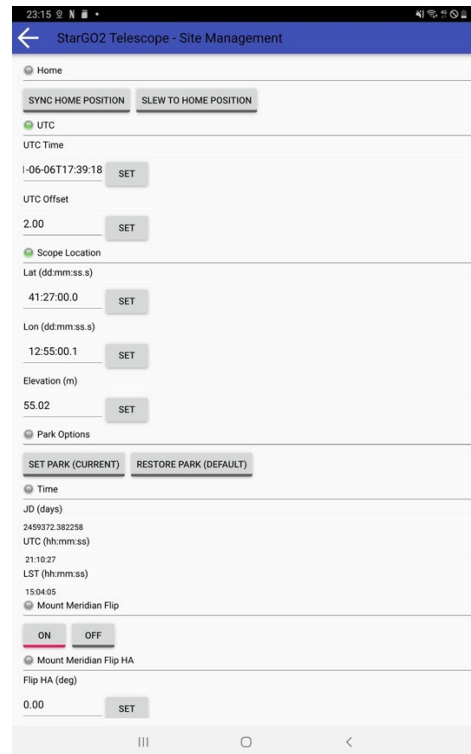 23:15
StarGO2 Telescope - Site Management
Home
SYNC HOME POSITION SLEW TO HOME POSITION
UTC
UTC Time
-06-06T17:39:18 SET
UTC Offset
2.00 SET
Scope Location
Lat (dd:mm:ss.s)
41:27:00.0 SET
Lon (dd:mm:ss.s)
12:55:00.1 SET
Elevation (m)
55.02 SET
Park Options
SET PARK (CURRENT) RESTORE PARK (DEFAULT)
Time
JD (days)
2459372.382258
UTC (hh:mm:ss)
21:10:27
LST (hh:mm:ss)
15:04:05
Mount Meridian Flip
ON OFF
Mount Meridian Flip HA
Flip HA (deg)
0.00 SET